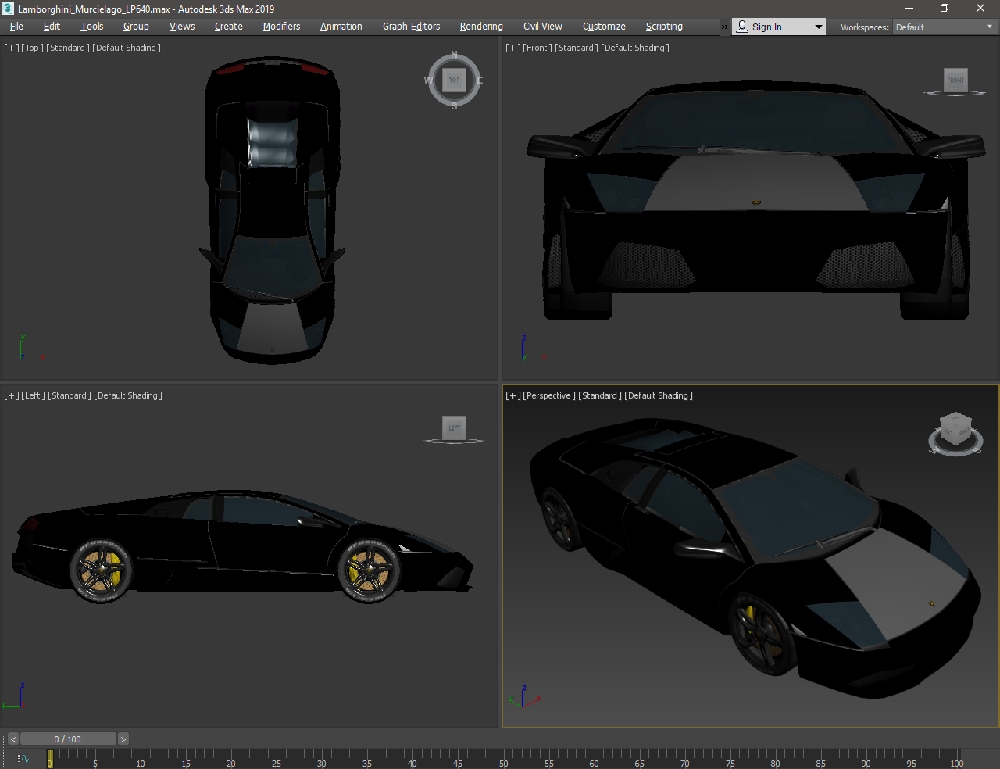 Lamborghini_Murcielago_LP640.max - Autodesk 3ds Max 2019
File Edit Tools Group Views Create Modifiers Animation Graph Editors Rendering Civil View Customize Scripting » Sign In Workspaces: Default
[+] [Top] [Standard] [Default Shading]
N
W TOP E
S
y
x
[+] [Front] [Standard] [Default Shading]
FRONT
z
[+] [Left] [Standard] [Default Shading]
LEFT
z
[+] [Perspective] [Standard] [Default Shading]
z
< 0 / 100 >
0 5 10 15 20 25 30 35 40 45 50 55 60 65 70 75 80 85 90 95 100